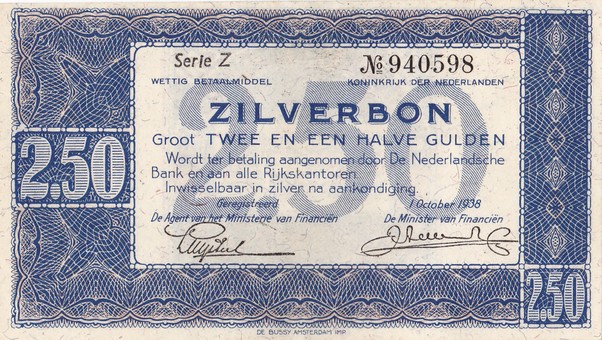 Serie Z № 940598
WETTIG BETAALMIDDEL KONINKRIJK DER NEDERLANDEN
250
ZILVERBON
Groot TWEE EN EEN HALVE GULDEN
Wordt ter betaling aangenomen door De Nederlandsche
Bank en aan alle Rijkskantoren.
Inwisselbaar in zilver na aankondiging.
2.50
Geregistreerd 1 October 1938
De Agent van het Ministerie van Financiën De Minister van Financiën
2.50
DE BUSSY AMSTERDAM IMP.